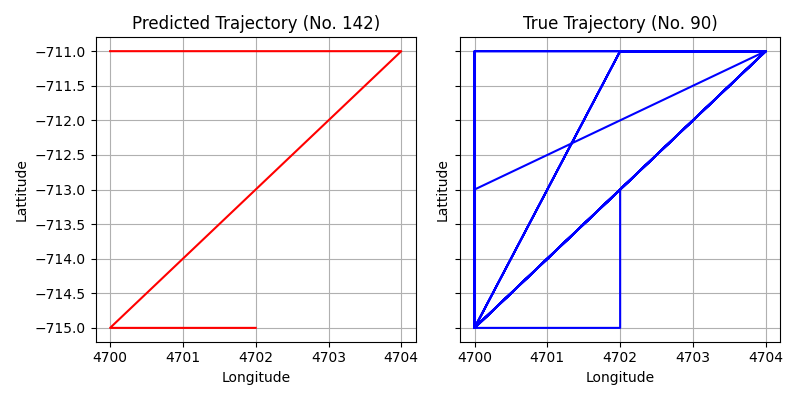 Predicted Trajectory (No. 142)
True Trajectory (No. 90)
−711.0
−711.5
−712.0
−712.5
−713.0
−713.5
−714.0
−714.5
−715.0
Lattitude
Lattitude
4700 4701 4702 4703 4704
4700 4701 4702 4703 4704
Longitude
Longitude